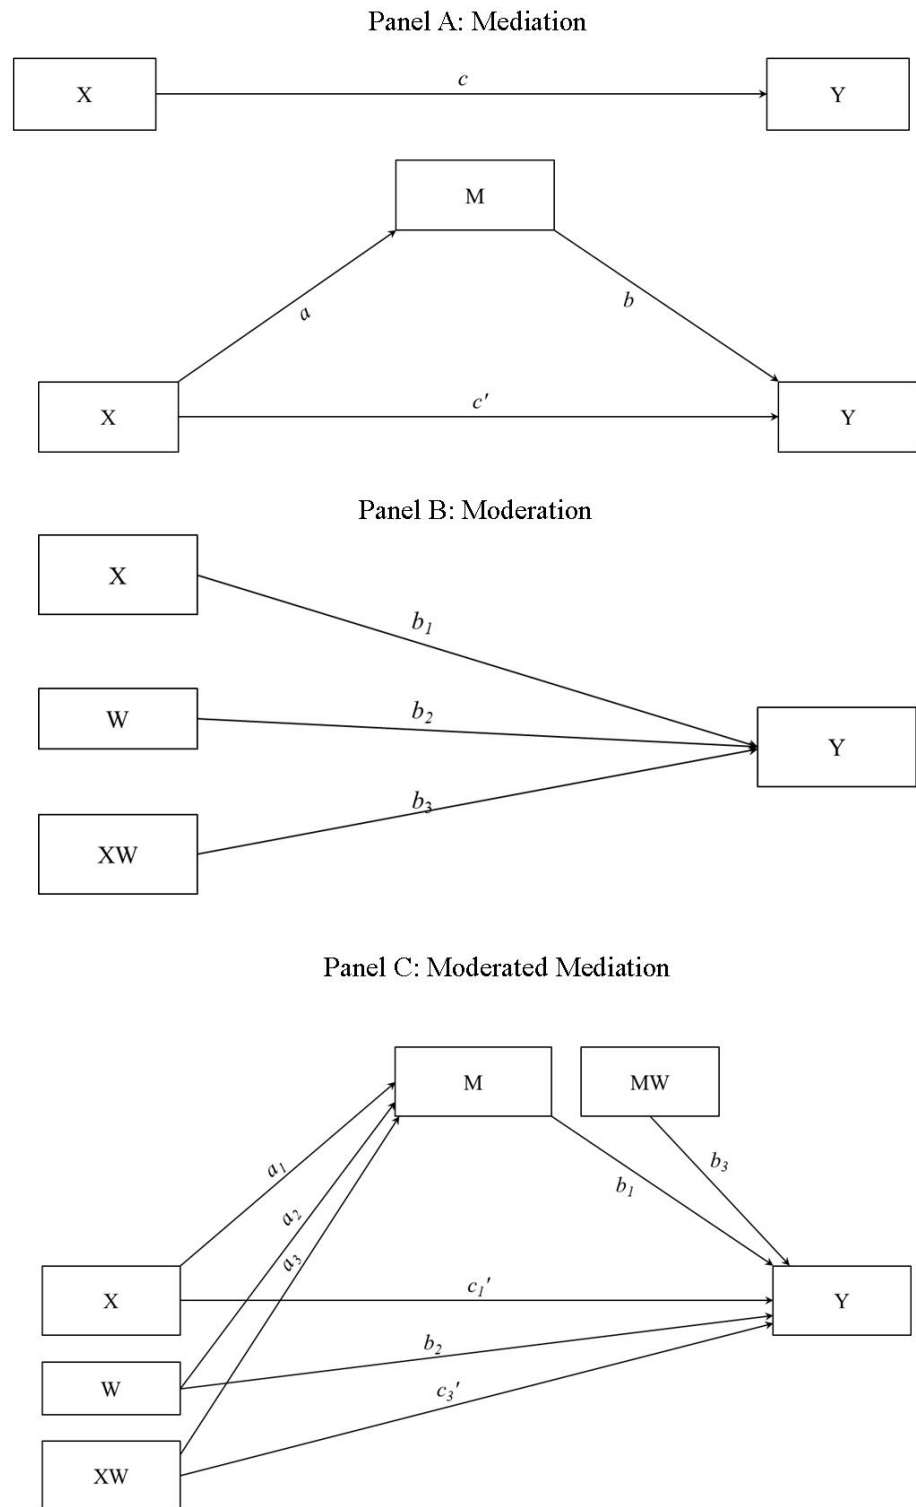 Panel A: Mediation
X
c
Y
M
a
b
X
c′
Y
Panel B: Moderation
X
b₁
W
b₂
Y
b₃
XW
Panel C: Moderated Mediation
M
MW
a₁
b₃
b₁
a₂
a₃
X
c₁′
Y
b₂
W
c₃′
XW